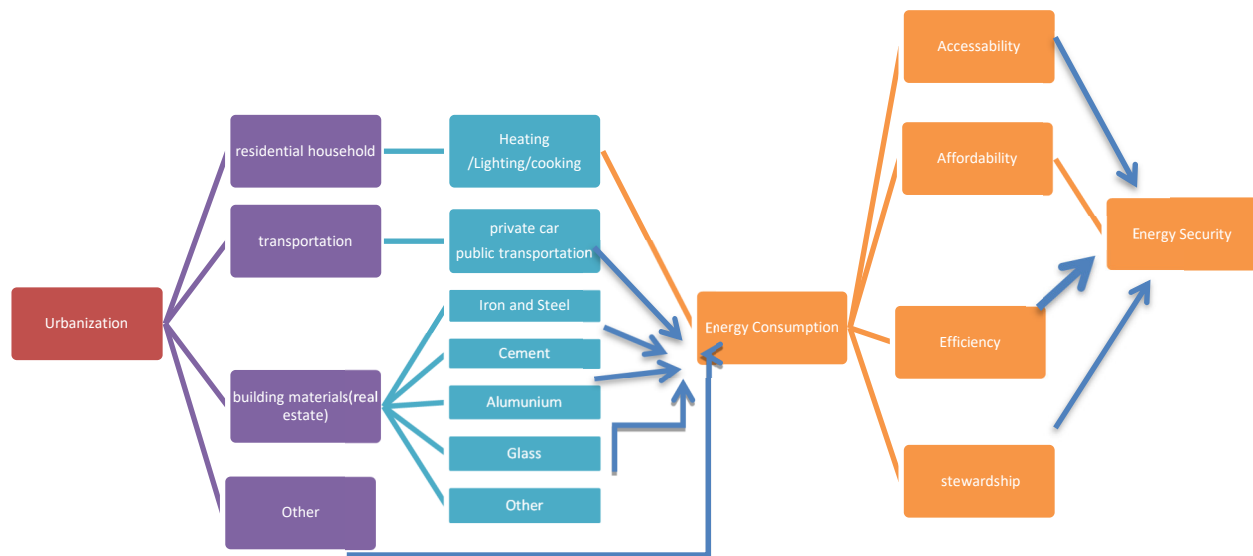 Urbanization
residential household
transportation
building materials(real
estate)
Other
Heating
/Lighting/cooking
private car
public transportation
Iron and Steel
Cement
Alumunium
Glass
Other
Energy Consumption
Accessability
Affordability
Efficiency
stewardship
Energy Security